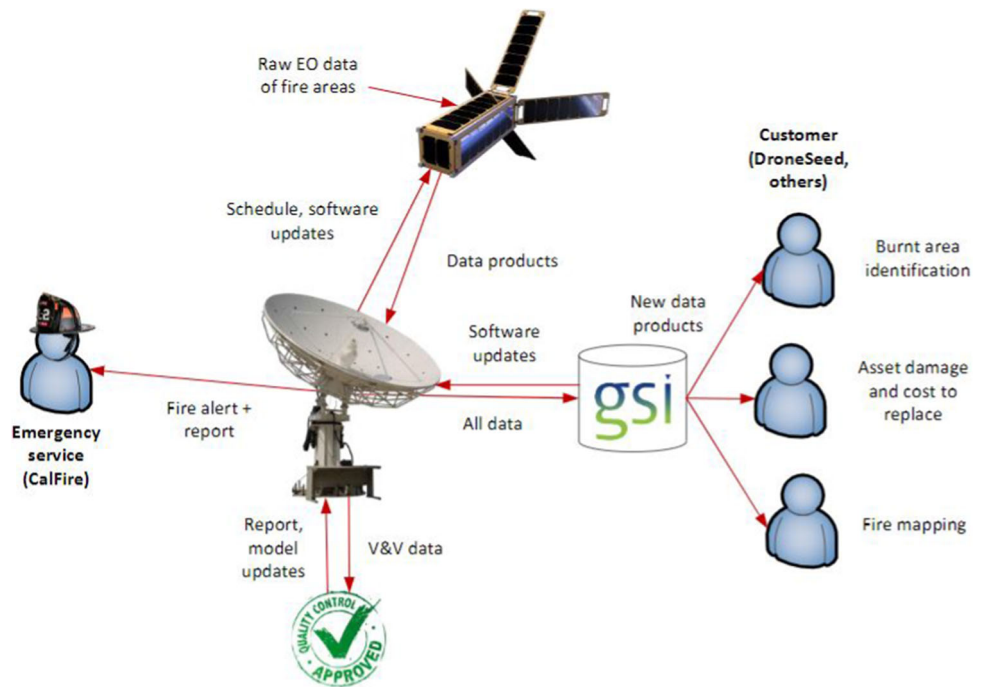 Raw EO data
of fire areas
Customer
(DroneSeed,
others)
Schedule, software
updates
Data products
Burnt area
identification
New data
products
Software
updates
gsi
Asset damage
and cost to
replace
All data
Fire alert +
report
Emergency
service
(CalFire)
Report,
model
updates
V&V data
Fire mapping
QUALITY CONTROL
APPROVED